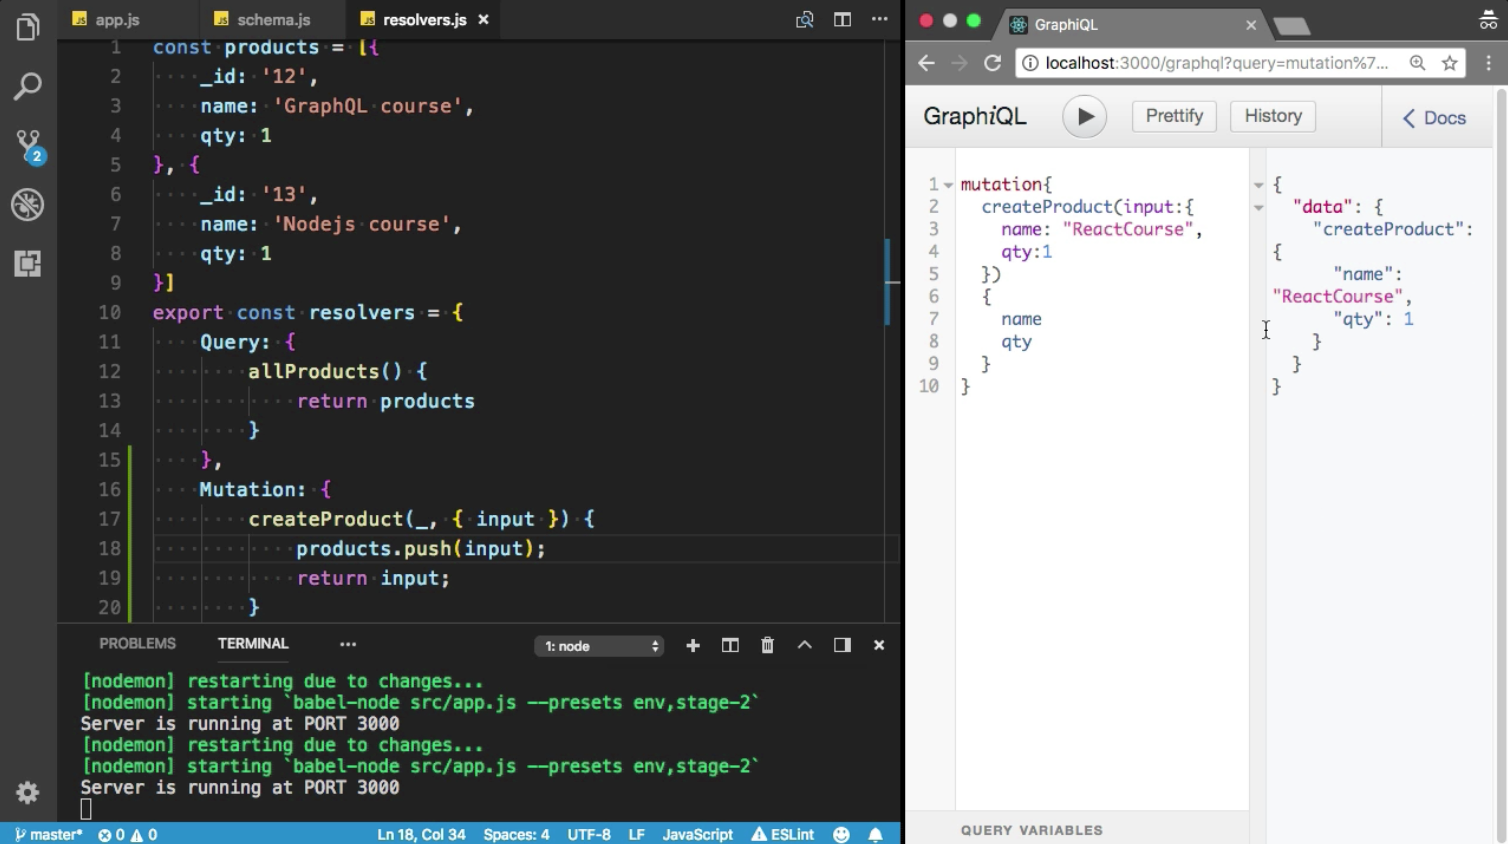 app.js
schema.js
resolvers.js
1 const products = [{
2 _id: '12',
3 name: 'GraphQL course',
4 qty: 1
5 }, {
6 _id: '13',
7 name: 'Nodejs course',
8 qty: 1
9 }]
10 export const resolvers = {
11 Query: {
12 allProducts() {
13 return products
14 }
15 },
16 Mutation: {
17 createProduct(_, { input }) {
18 products.push(input);
19 return input;
20 }
2
PROBLEMS
TERMINAL
1: node
[nodemon] restarting due to changes...
[nodemon] starting `babel-node src/app.js --presets env,stage-2`
Server is running at PORT 3000
[nodemon] restarting due to changes...
[nodemon] starting `babel-node src/app.js --presets env,stage-2`
Server is running at PORT 3000
master* 0 0 Ln 18, Col 34 Spaces: 4 UTF-8 LF JavaScript ESLint
GraphiQL
localhost:3000/graphql?query=mutation%7...
GraphiQL
Prettify
History
Docs
1 mutation{
2 createProduct(input:{
3 name: "ReactCourse",
4 qty:1
5 })
6 {
7 name
8 qty
9 }
10 }
{
"data": {
"createProduct":
{
"name":
"ReactCourse",
"qty": 1
}
}
}
QUERY VARIABLES